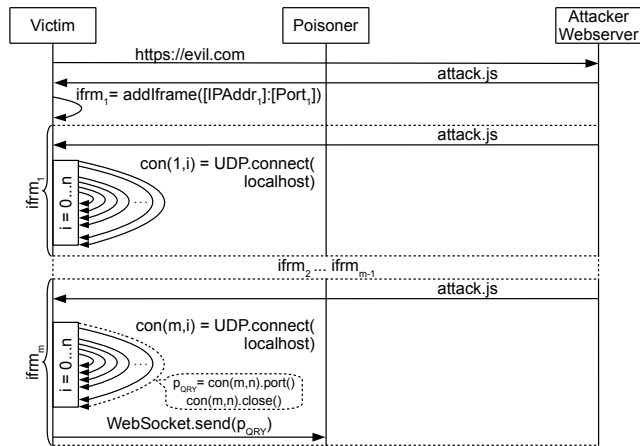 Victim
Poisoner
Attacker
Webserver
https://evil.com
attack.js
ifrm₁= addIframe([IPAddr₁]:[Port₁])
attack.js
con(1,i) = UDP.connect(
localhost)
ifrm₁
i = 0...n
...
ifrm₂ ... ifrmₘ₋₁
attack.js
con(m,i) = UDP.connect(
localhost)
ifrmₘ
i = 0...n
...
p_QRY= con(m,n).port()
con(m,n).close()
WebSocket.send(p_QRY)